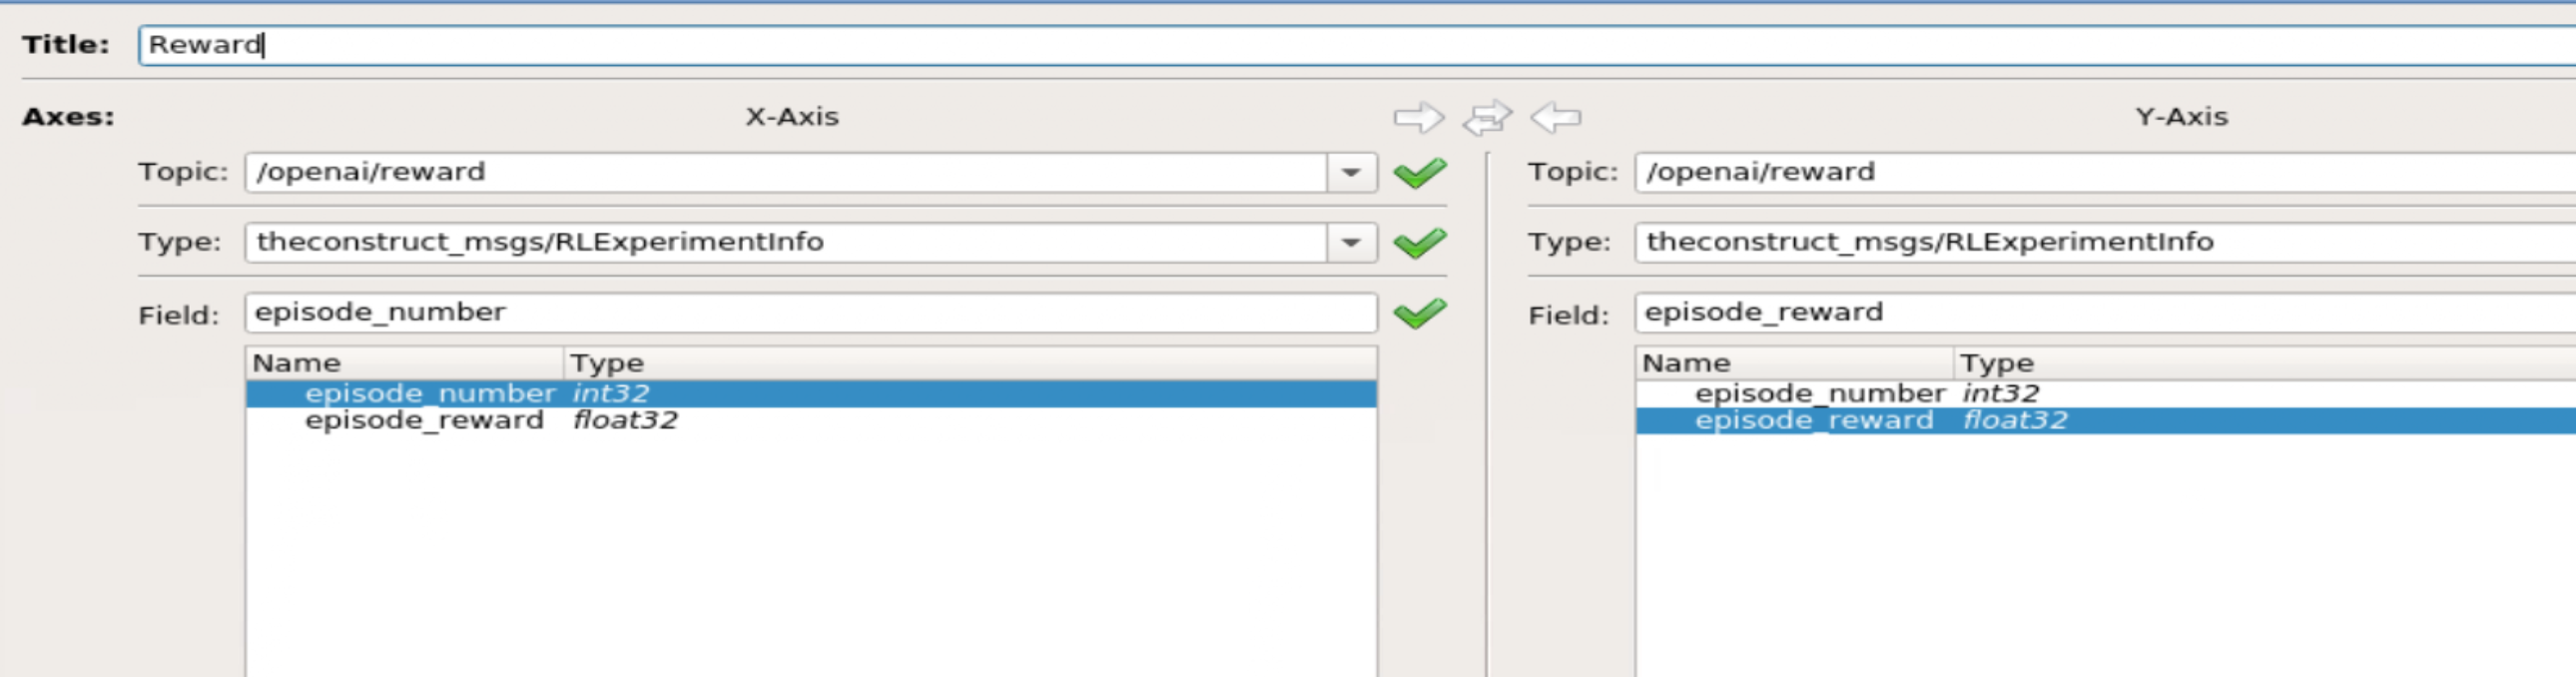 Title: Reward
Axes: X-Axis Y-Axis
Topic: /openai/reward Topic: /openai/reward
Type: theconstruct_msgs/RLExperimentInfo Type: theconstruct_msgs/RLExperimentInfo
Field: episode_number Field: episode_reward
Name Type Name Type
episode_number int32 episode_number int32
episode_reward float32 episode_reward float32